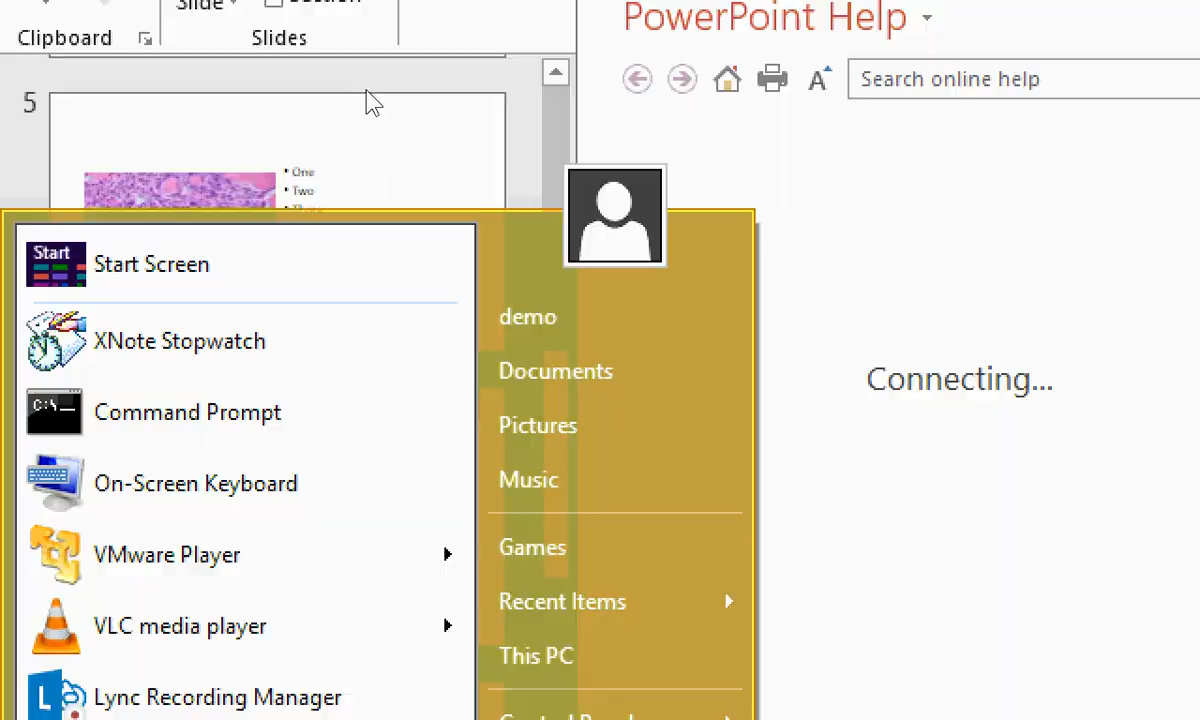 Slide
Section
Clipboard
Slides
PowerPoint Help
A
Search online help
5
• One
• Two
Start
Start Screen
XNote Stopwatch
C:\
Command Prompt
On-Screen Keyboard
VMware Player
VLC media player
L
Lync Recording Manager
demo
Documents
Pictures
Music
Games
Recent Items
This PC
Connecting...